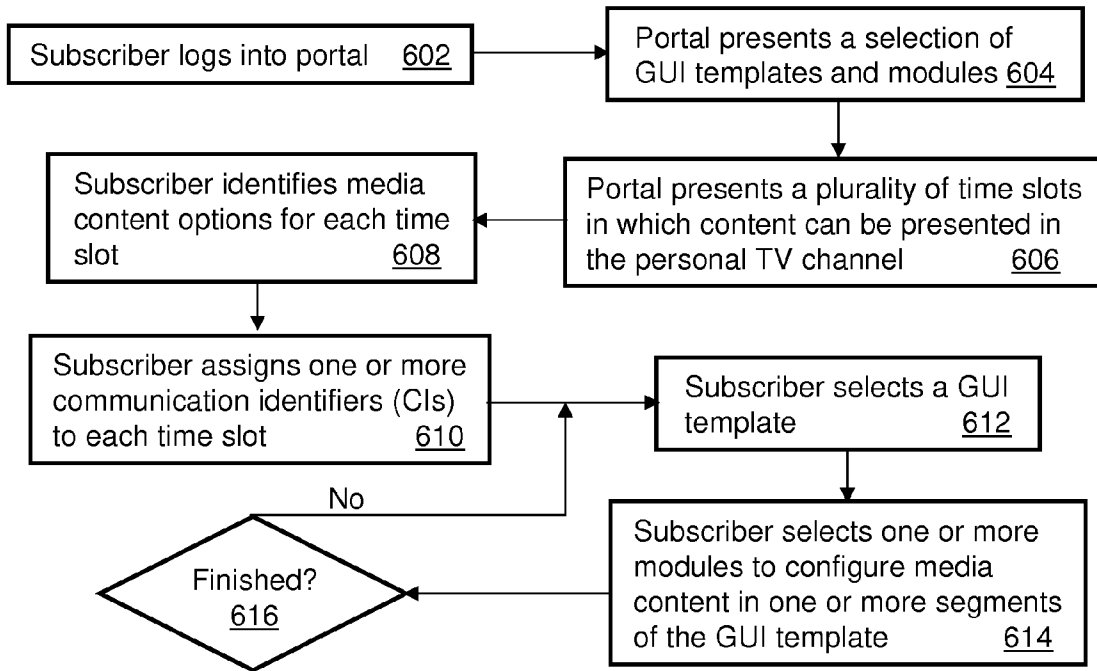 Subscriber logs into portal 602
Portal presents a selection of
GUI templates and modules 604
Portal presents a plurality of time slots
in which content can be presented in
the personal TV channel 606
Subscriber identifies media
content options for each time
slot 608
Subscriber assigns one or more
communication identifiers (CIs)
to each time slot 610
Subscriber selects a GUI
template 612
Subscriber selects one or more
modules to configure media
content in one or more segments
of the GUI template 614
Finished?
616
No